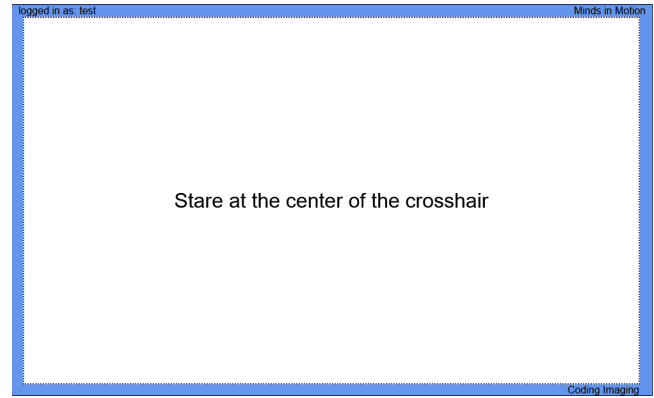 logged in as: test
Minds in Motion
Stare at the center of the crosshair
Coding Imaging